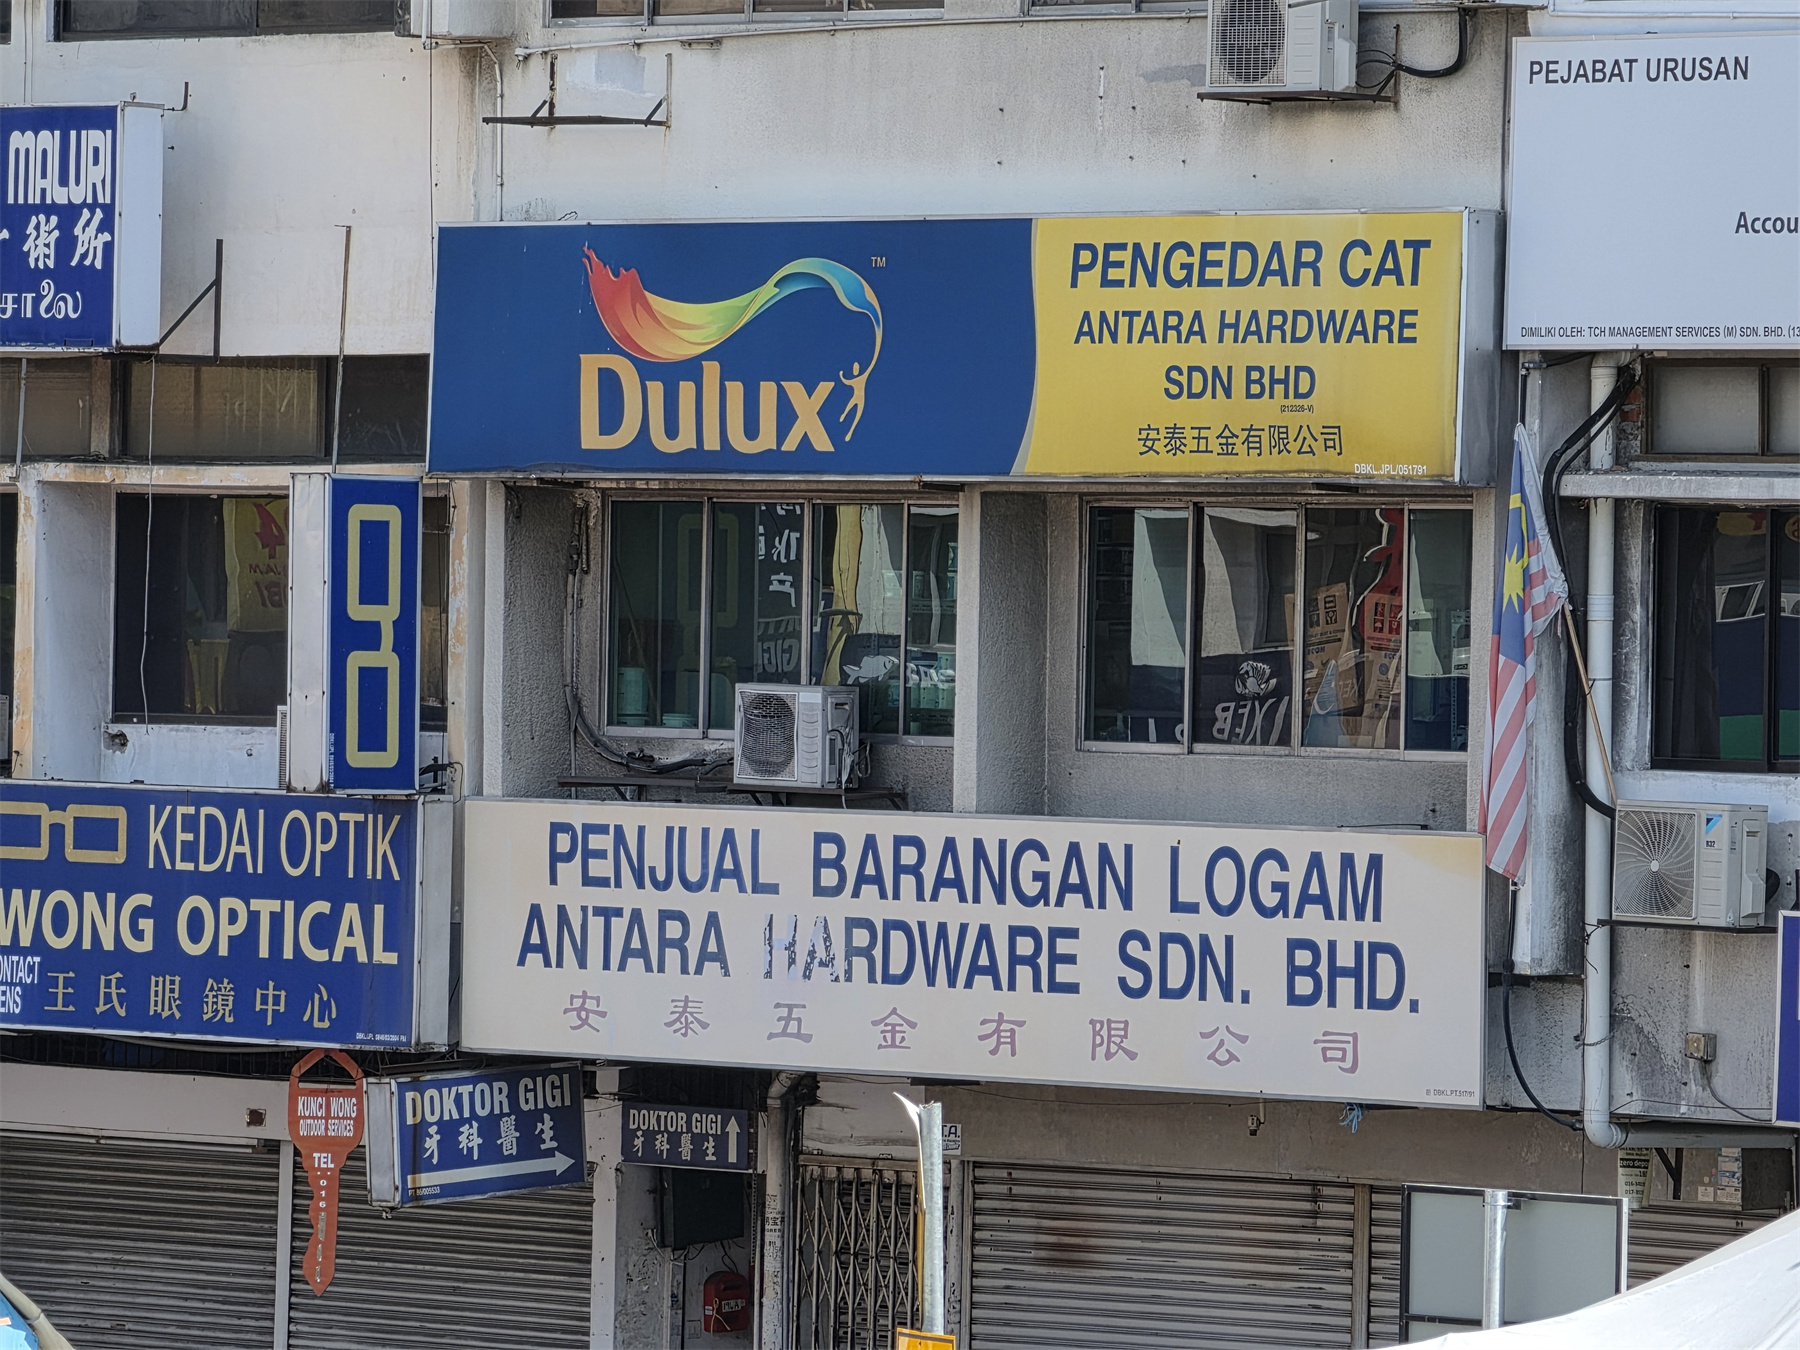 MALURI
術所
PEJABAT URUSAN
DIMILIKI OLEH: TCH MANAGEMENT SERVICES (M) SDN. BHD.
Dulux™
PENGEDAR CAT
ANTARA HARDWARE
SDN BHD
(212326-V)
安泰五金有限公司
DBKL.JPL/051791
KEDAI OPTIK
WONG OPTICAL
王氏眼鏡中心
PENJUAL BARANGAN LOGAM
ANTARA HARDWARE SDN. BHD.
安泰五金有限公司
DOKTOR GIGI
牙科醫生
DOKTOR GIGI
牙科醫生
KUNCI WONG
OUTDOOR SERVICES
TEL
016
R32